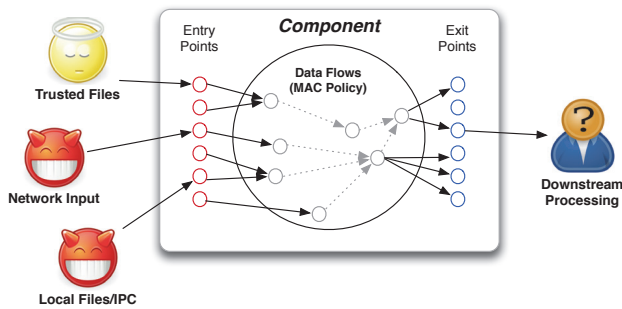 Component
Entry
Points
Exit
Points
Data Flows
(MAC Policy)
Trusted Files
Network Input
Local Files/IPC
?
Downstream
Processing